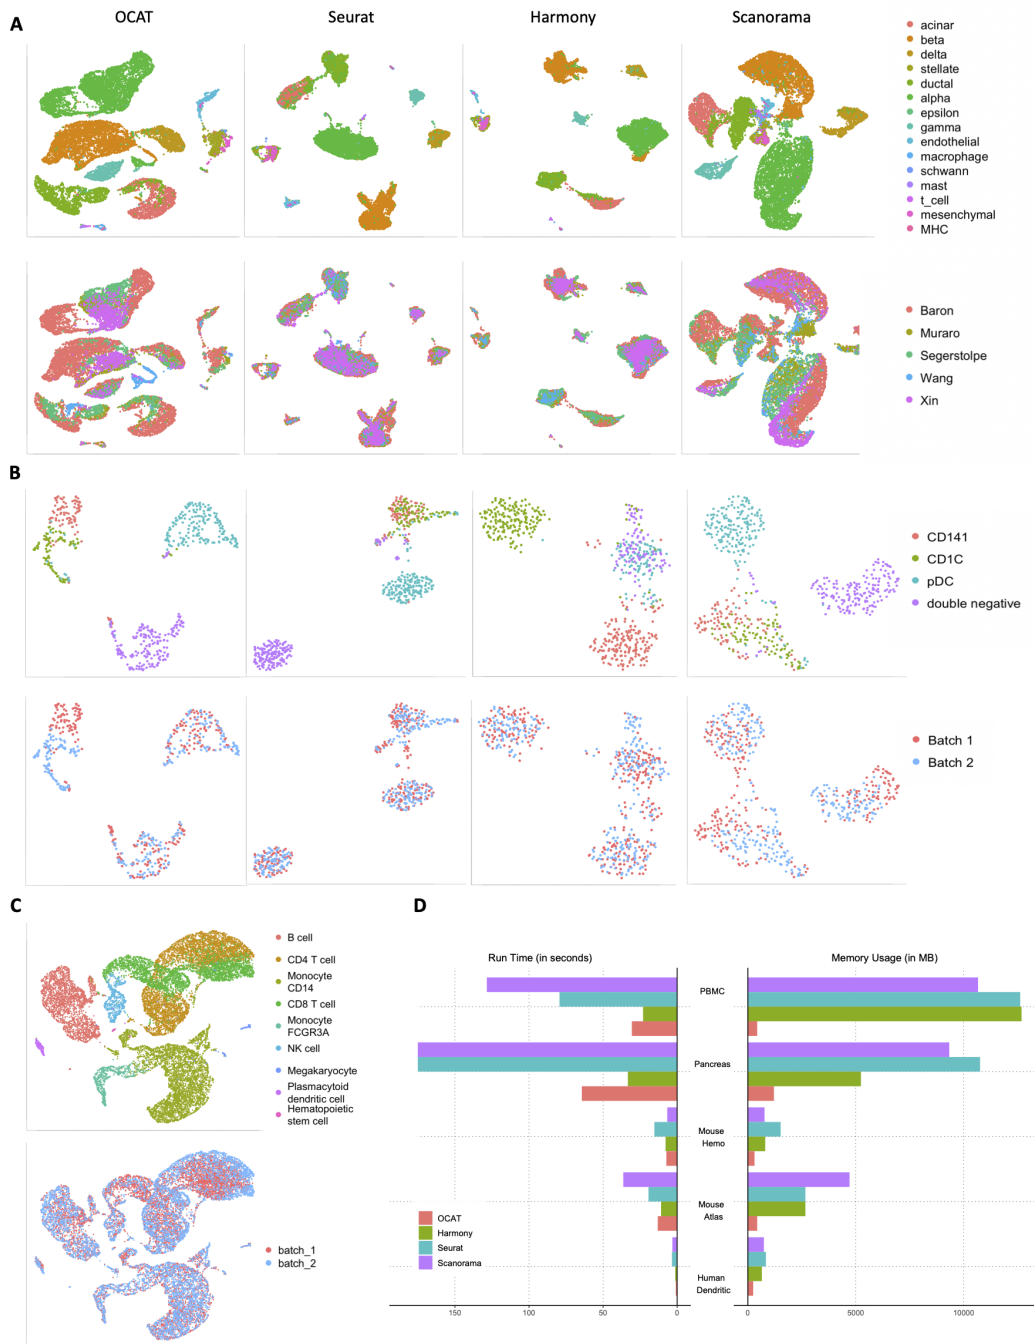 A
OCAT
Seurat
Harmony
Scanorama
acinar
beta
delta
stellate
ductal
alpha
epsilon
gamma
endothelial
macrophage
schwann
mast
t_cell
mesenchymal
MHC
Baron
Muraro
Segerstolpe
Wang
Xin
B
CD141
CD1C
pDC
double negative
Batch 1
Batch 2
C
B cell
CD4 T cell
Monocyte
CD14
CD8 T cell
Monocyte
FCGR3A
NK cell
Megakaryocyte
Plasmacytoid
dendritic cell
Hematopoietic
stem cell
batch_1
batch_2
D
Run Time (in seconds)
Memory Usage (in MB)
PBMC
Pancreas
Mouse
Hemo
Mouse
Atlas
Human
Dendritic
OCAT
Harmony
Seurat
Scanorama
150
100
50
0
0
5000
10000